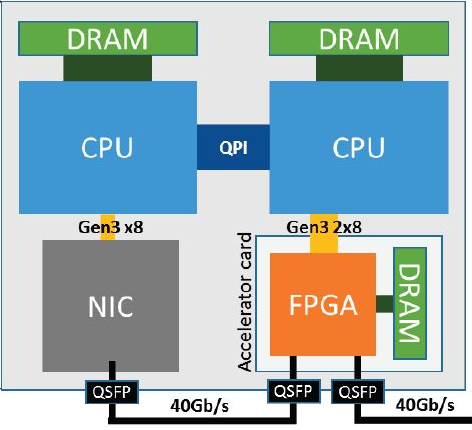 DRAM
DRAM
CPU
QPI
CPU
Gen3 x8
Gen3 2x8
Accelerator card
NIC
FPGA
DRAM
QSFP
QSFP
QSFP
40Gb/s
40Gb/s